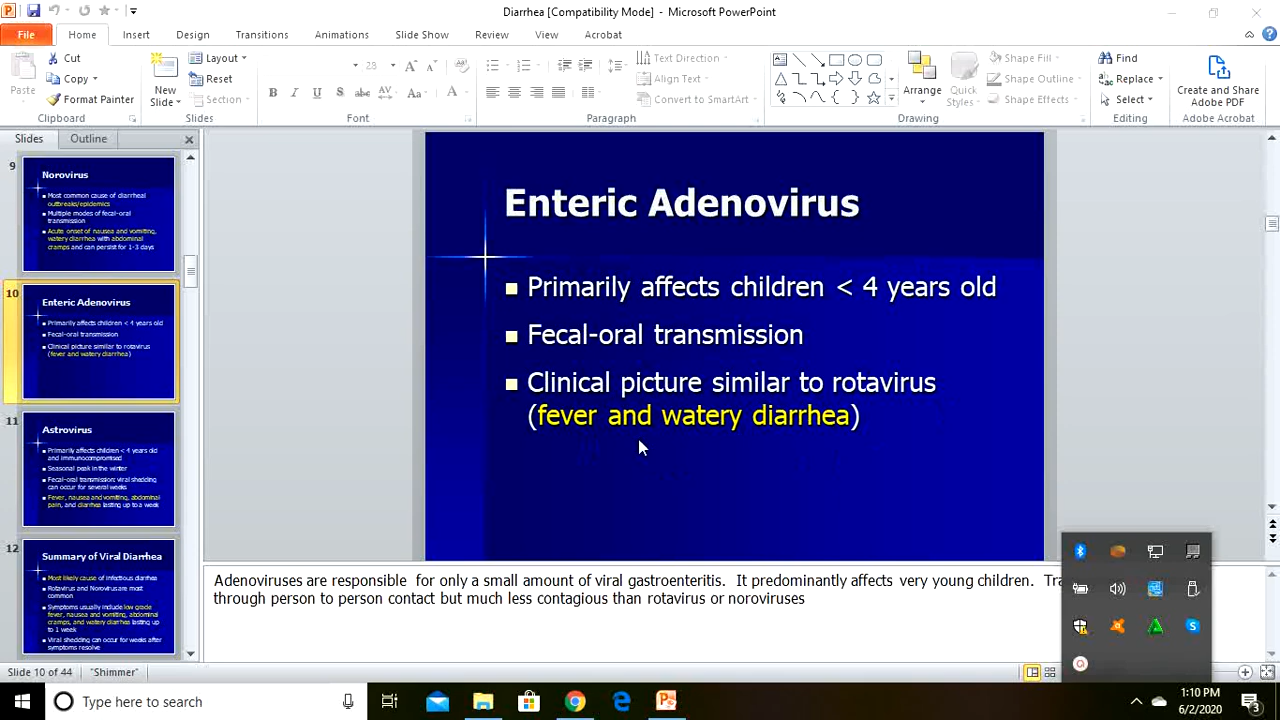 Diarrhea [Compatibility Mode] - Microsoft PowerPoint
File Home Insert Design Transitions Animations Slide Show Review View Acrobat
Paste
Cut
Copy
Format Painter
Clipboard
New Slide
Layout
Reset
Section
Slides
28
Font
Text Direction
Align Text
Convert to SmartArt
Paragraph
Arrange
Quick Styles
Shape Fill
Shape Outline
Shape Effects
Drawing
Find
Replace
Select
Editing
Create and Share
Adobe PDF
Adobe Acrobat
Slides Outline
9
Norovirus
Most common cause of diarrheal
outbreaks/epidemics
Multiple modes of fecal-oral
transmission
Acute onset of nausea and vomiting,
watery diarrhea with abdominal
cramps and can persist for 1-3 days
10
Enteric Adenovirus
Primarily affects children < 4 years old
Fecal-oral transmission
Clinical picture similar to rotavirus
(fever and watery diarrhea)
11
Astrovirus
Primarily affects children < 4 years old
and immunocompromised
Seasonal peak in the winter
Fecal-oral transmission: viral shedding
can occur for several weeks
Fever, nausea and vomiting, abdominal
pain, and diarrhea lasting up to a week
12
Summary of Viral Diarrhea
Most likely cause of infectious diarrhea
Rotavirus and Norovirus are most
common
Symptoms usually include low grade
fever, nausea and vomiting, abdominal
cramps, and watery diarrhea lasting up
to 1 week
Viral shedding can occur for weeks after
symptoms resolve
Enteric Adenovirus
Primarily affects children < 4 years old
Fecal-oral transmission
Clinical picture similar to rotavirus
(fever and watery diarrhea)
Adenoviruses are responsible for only a small amount of viral gastroenteritis. It predominantly affects very young children. Tra
through person to person contact but much less contagious than rotavirus or noroviruses
Slide 10 of 44 "Shimmer"
Type here to search
1:10 PM
6/2/2020
3